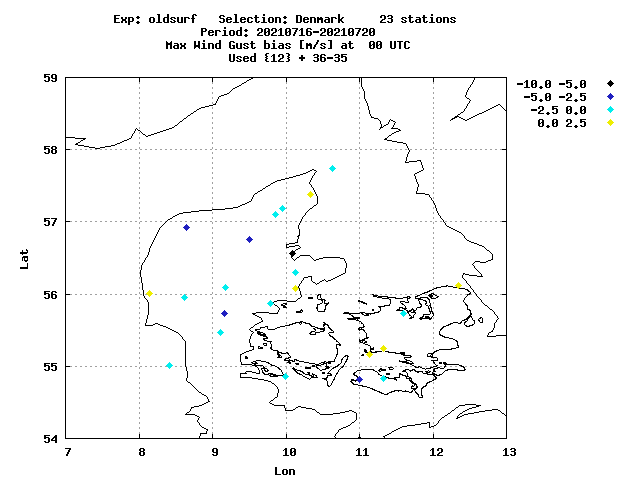 Exp: oldsurf   Selection: Denmark     23 stations
Period: 20210716-20210720
Max Wind Gust bias [m/s] at  00 UTC
Used {12} + 36-35
-10.0 -5.0
-5.0 -2.5
-2.5 0.0
0.0 2.5
59
58
57
56
55
54
Lat
7 8 9 10 11 12 13
Lon